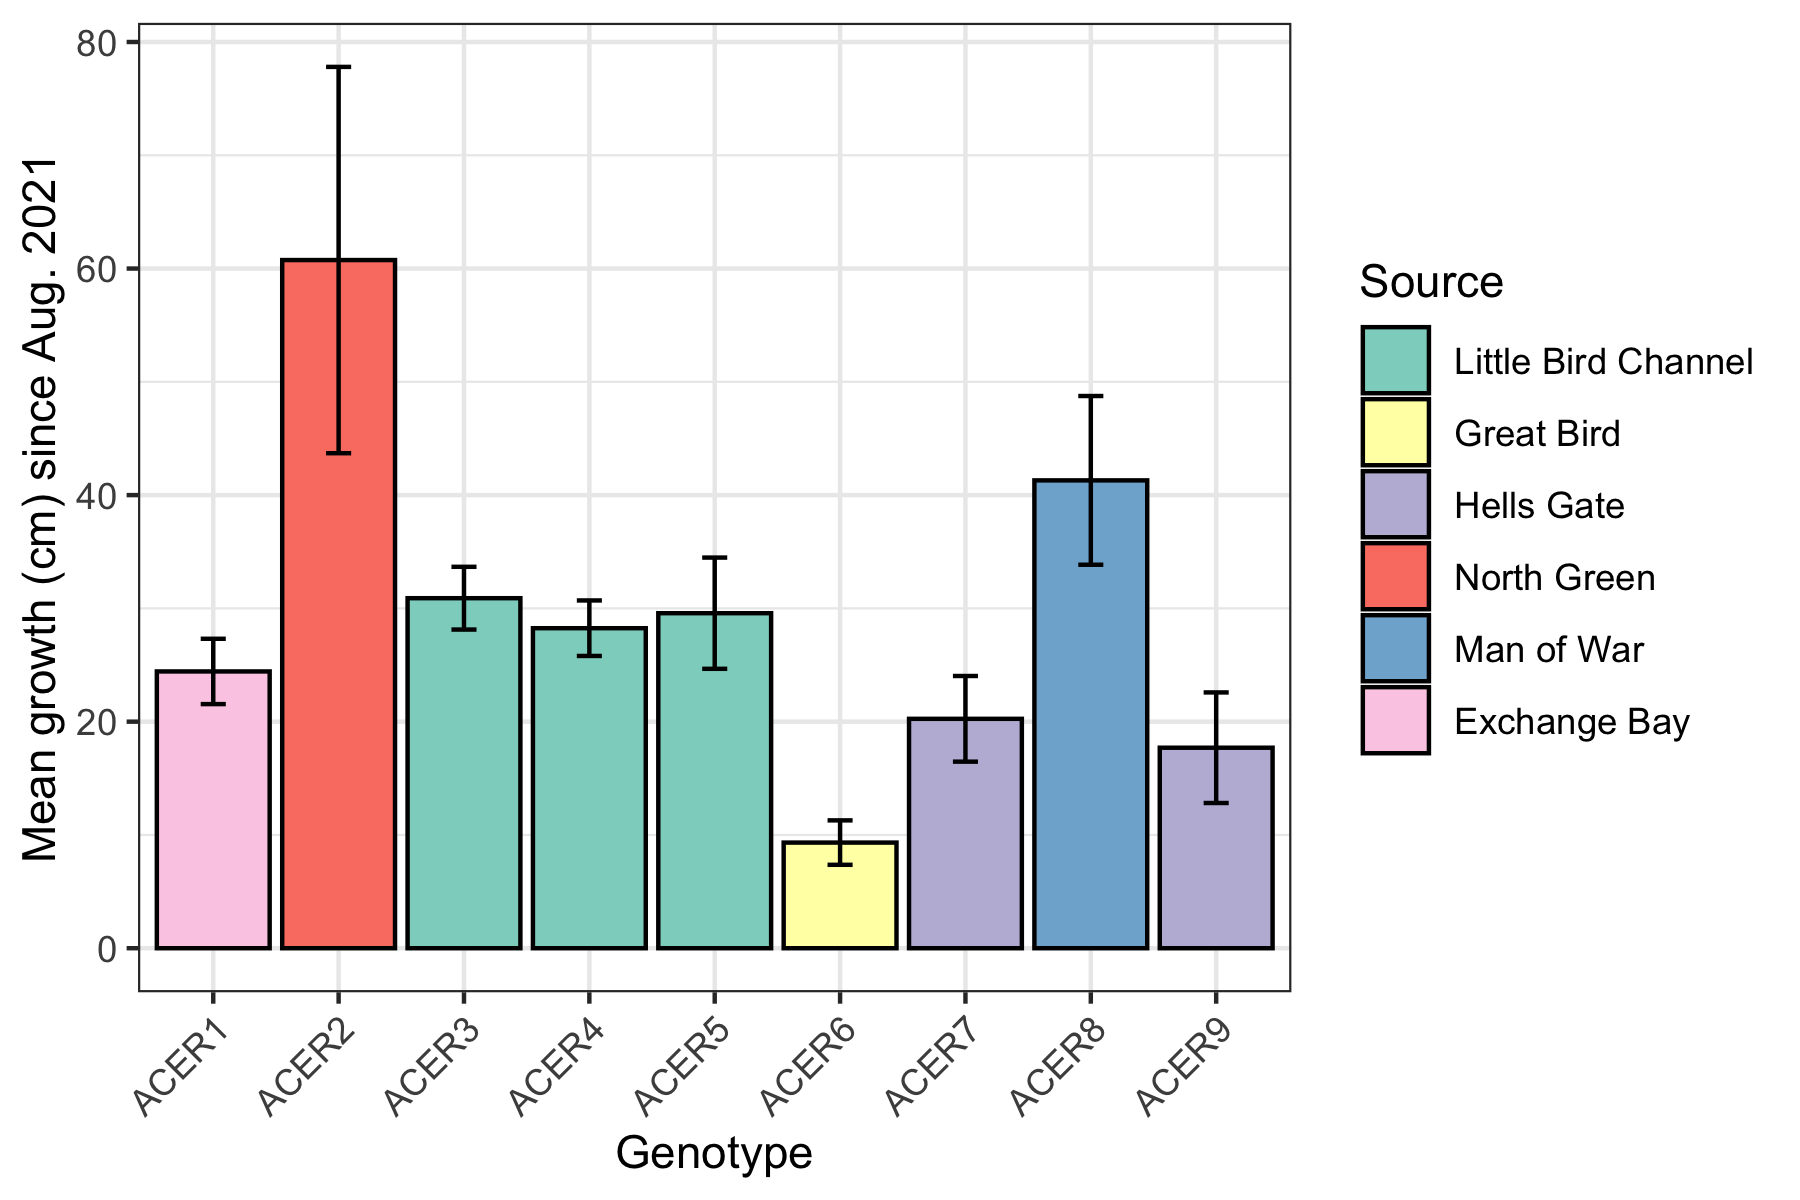 Mean growth (cm) since Aug. 2021
80
60
40
20
0
ACER1
ACER2
ACER3
ACER4
ACER5
ACER6
ACER7
ACER8
ACER9
Genotype
Source
Little Bird Channel
Great Bird
Hells Gate
North Green
Man of War
Exchange Bay